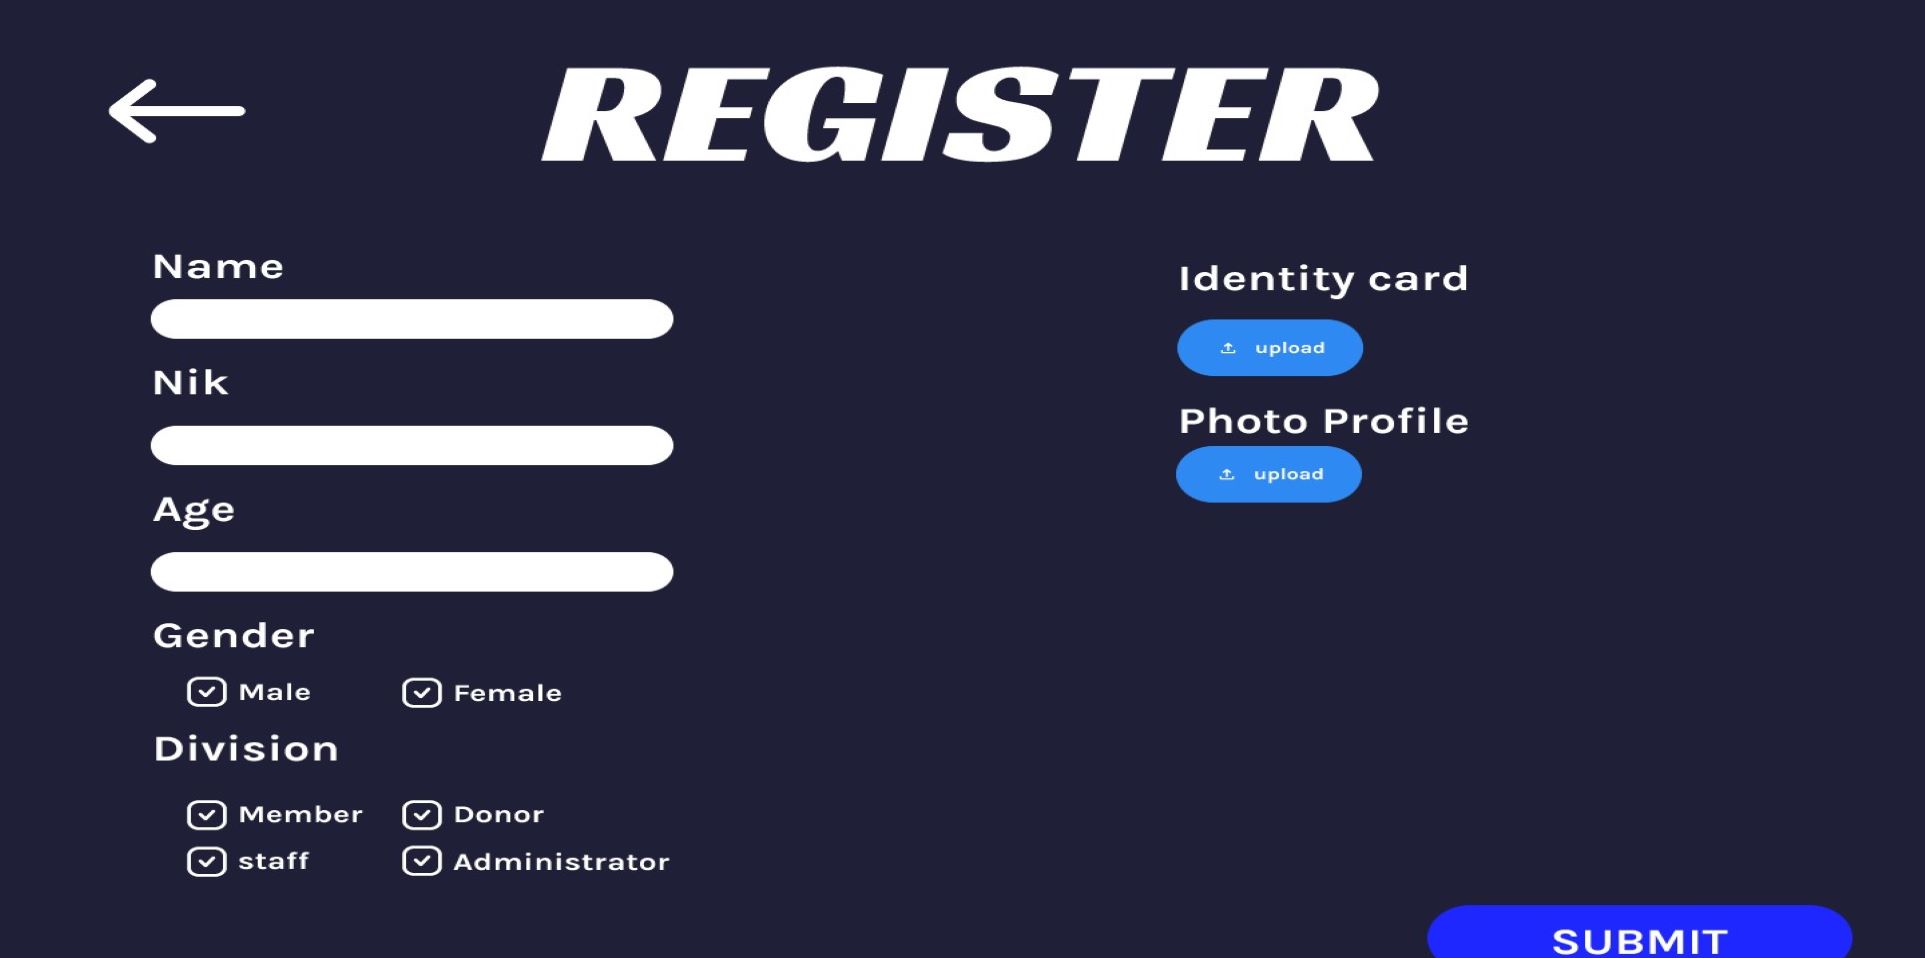 REGISTER
Name
Nik
Age
Gender
Male Female
Division
Member Donor
staff Administrator
Identity card
upload
Photo Profile
upload
SUBMIT